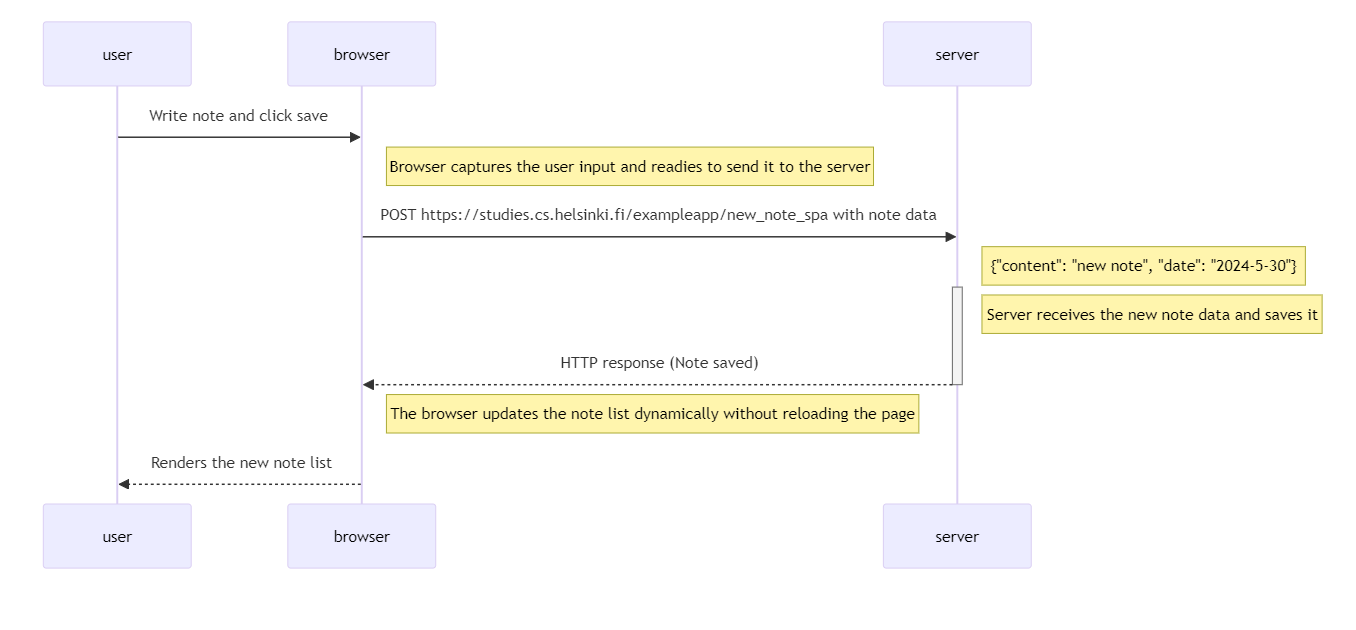 user
browser
server
Write note and click save
Browser captures the user input and readies to send it to the server
POST https://studies.cs.helsinki.fi/exampleapp/new_note_spa with note data
{"content": "new note", "date": "2024-5-30"}
Server receives the new note data and saves it
HTTP response (Note saved)
The browser updates the note list dynamically without reloading the page
Renders the new note list
user
browser
server